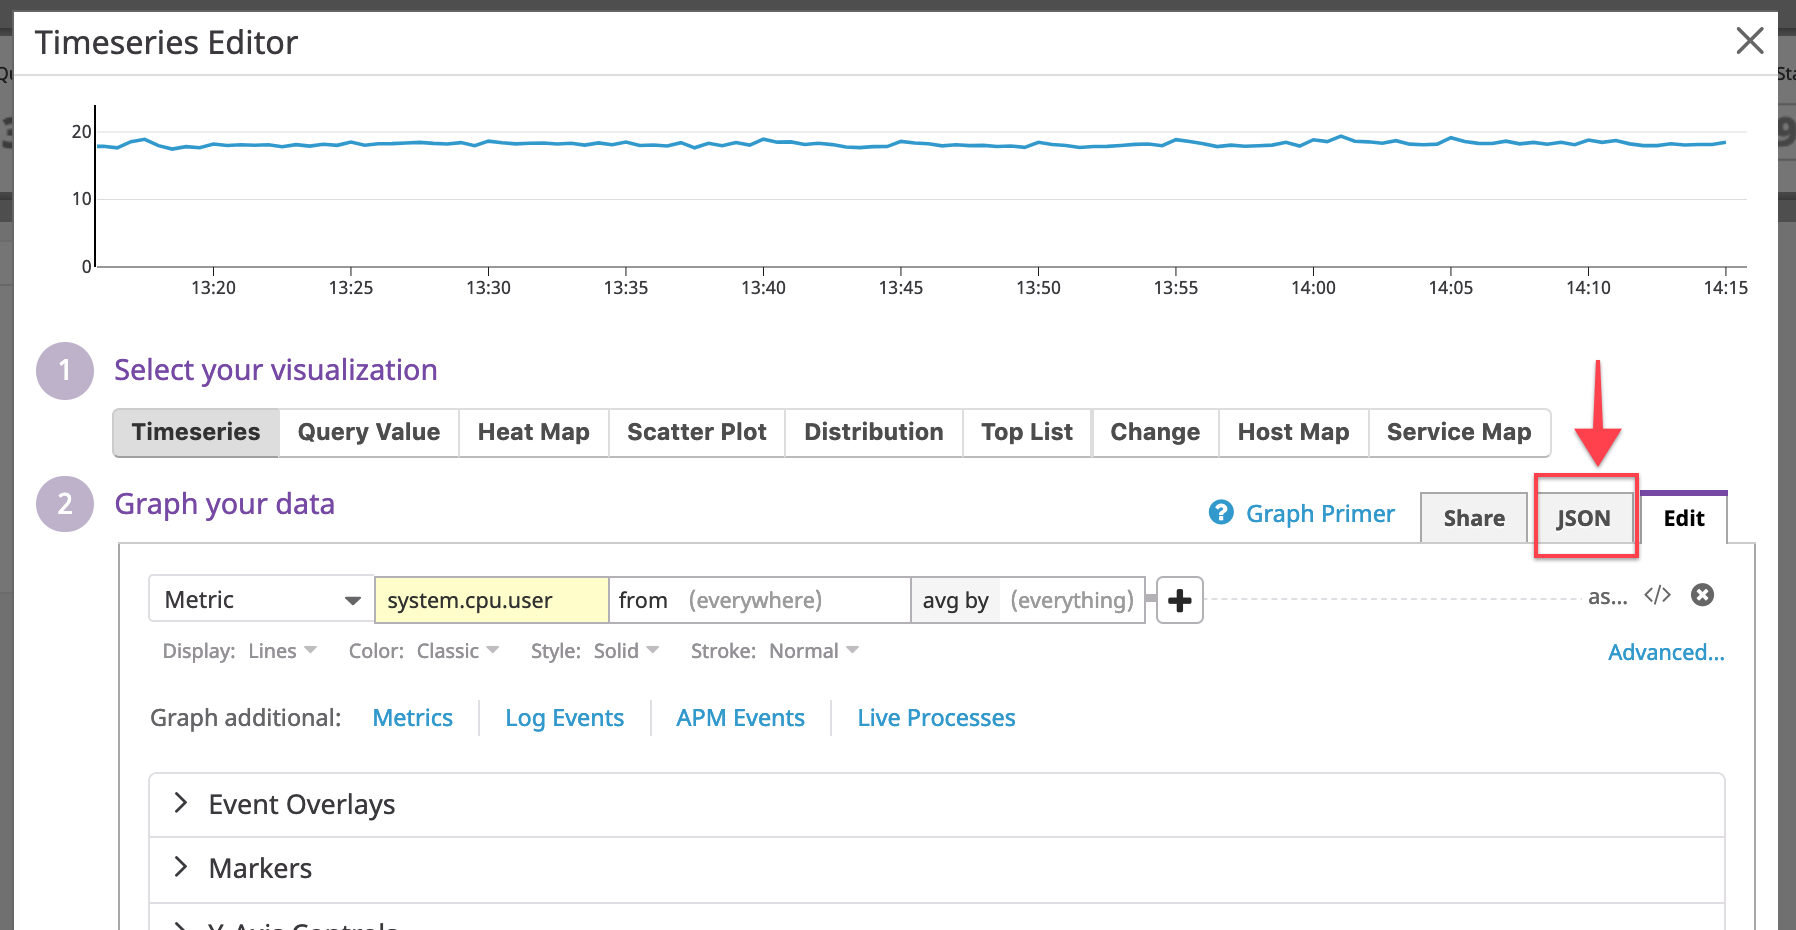 Timeseries Editor
20
10
0
13:20 13:25 13:30 13:35 13:40 13:45 13:50 13:55 14:00 14:05 14:10 14:15
1 Select your visualization
Timeseries Query Value Heat Map Scatter Plot Distribution Top List Change Host Map Service Map
2 Graph your data
? Graph Primer Share JSON Edit
Metric system.cpu.user from (everywhere) avg by (everything) + as... </>
Display: Lines Color: Classic Style: Solid Stroke: Normal Advanced...
Graph additional: Metrics Log Events APM Events Live Processes
Event Overlays
Markers
Y-Axis Controls